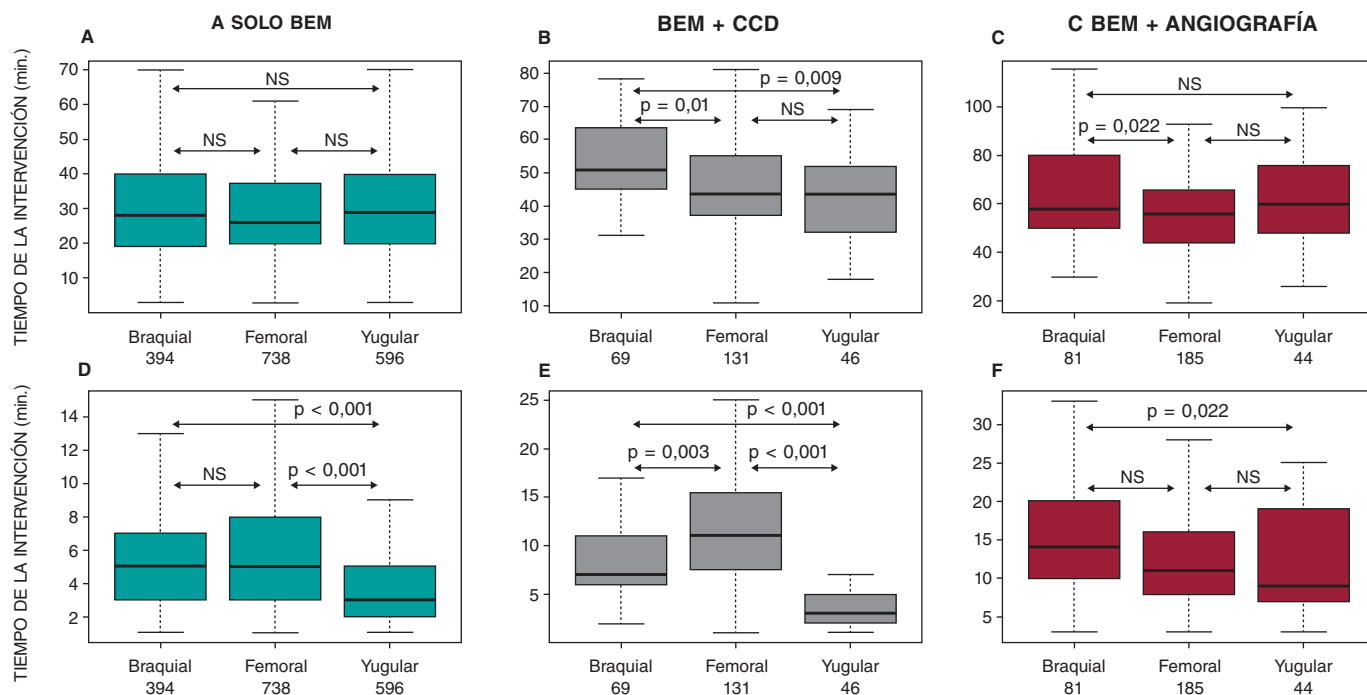 A SOLO BEM
BEM + CCD
C BEM + ANGIOGRAFÍA
A
TIEMPO DE LA INTERVENCIÓN (min.)
70
60
50
40
30
20
10
NS
NS
NS
Braquial Femoral Yugular
394 738 596
B
80
70
60
50
40
30
20
10
p = 0,009
p = 0,01
NS
Braquial Femoral Yugular
69 131 46
C
100
80
60
40
20
NS
p = 0,022
NS
Braquial Femoral Yugular
81 185 44
D
TIEMPO DE LA INTERVENCIÓN (min.)
14
12
10
8
6
4
2
p < 0,001
NS
p < 0,001
Braquial Femoral Yugular
394 738 596
E
25
20
15
10
5
p < 0,001
p = 0,003
p < 0,001
Braquial Femoral Yugular
69 131 46
F
30
25
20
15
10
5
p = 0,022
NS
NS
Braquial Femoral Yugular
81 185 44